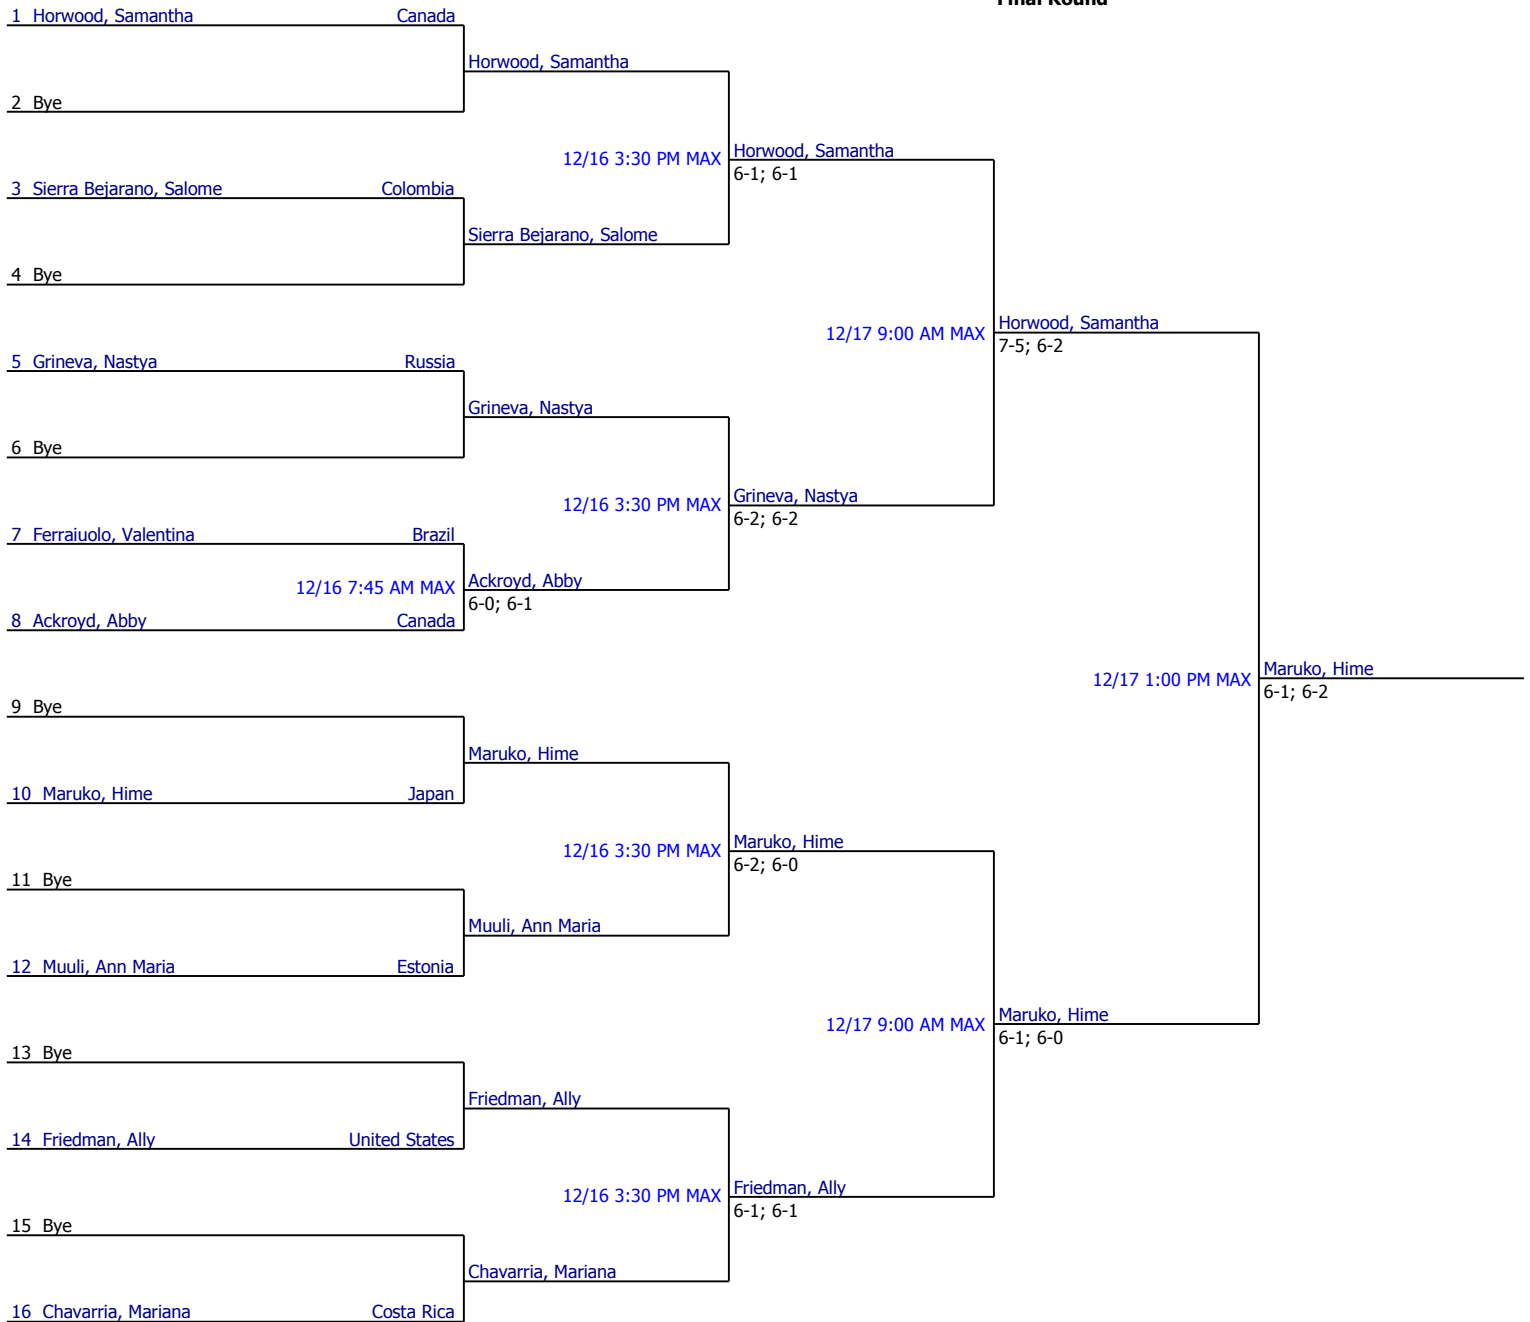 Final Round
1 Horwood, Samantha Canada
Horwood, Samantha
2 Bye
12/16 3:30 PM MAX Horwood, Samantha
6-1; 6-1
3 Sierra Bejarano, Salome Colombia
Sierra Bejarano, Salome
4 Bye
12/17 9:00 AM MAX Horwood, Samantha
7-5; 6-2
5 Grineva, Nastya Russia
Grineva, Nastya
6 Bye
12/16 3:30 PM MAX Grineva, Nastya
6-2; 6-2
7 Ferraiuolo, Valentina Brazil
12/16 7:45 AM MAX Ackroyd, Abby
6-0; 6-1
8 Ackroyd, Abby Canada
12/17 1:00 PM MAX Maruko, Hime
6-1; 6-2
9 Bye
Maruko, Hime
10 Maruko, Hime Japan
12/16 3:30 PM MAX Maruko, Hime
6-2; 6-0
11 Bye
Muuli, Ann Maria
12 Muuli, Ann Maria Estonia
12/17 9:00 AM MAX Maruko, Hime
6-1; 6-0
13 Bye
Friedman, Ally
14 Friedman, Ally United States
12/16 3:30 PM MAX Friedman, Ally
6-1; 6-1
15 Bye
Chavarria, Mariana
16 Chavarria, Mariana Costa Rica